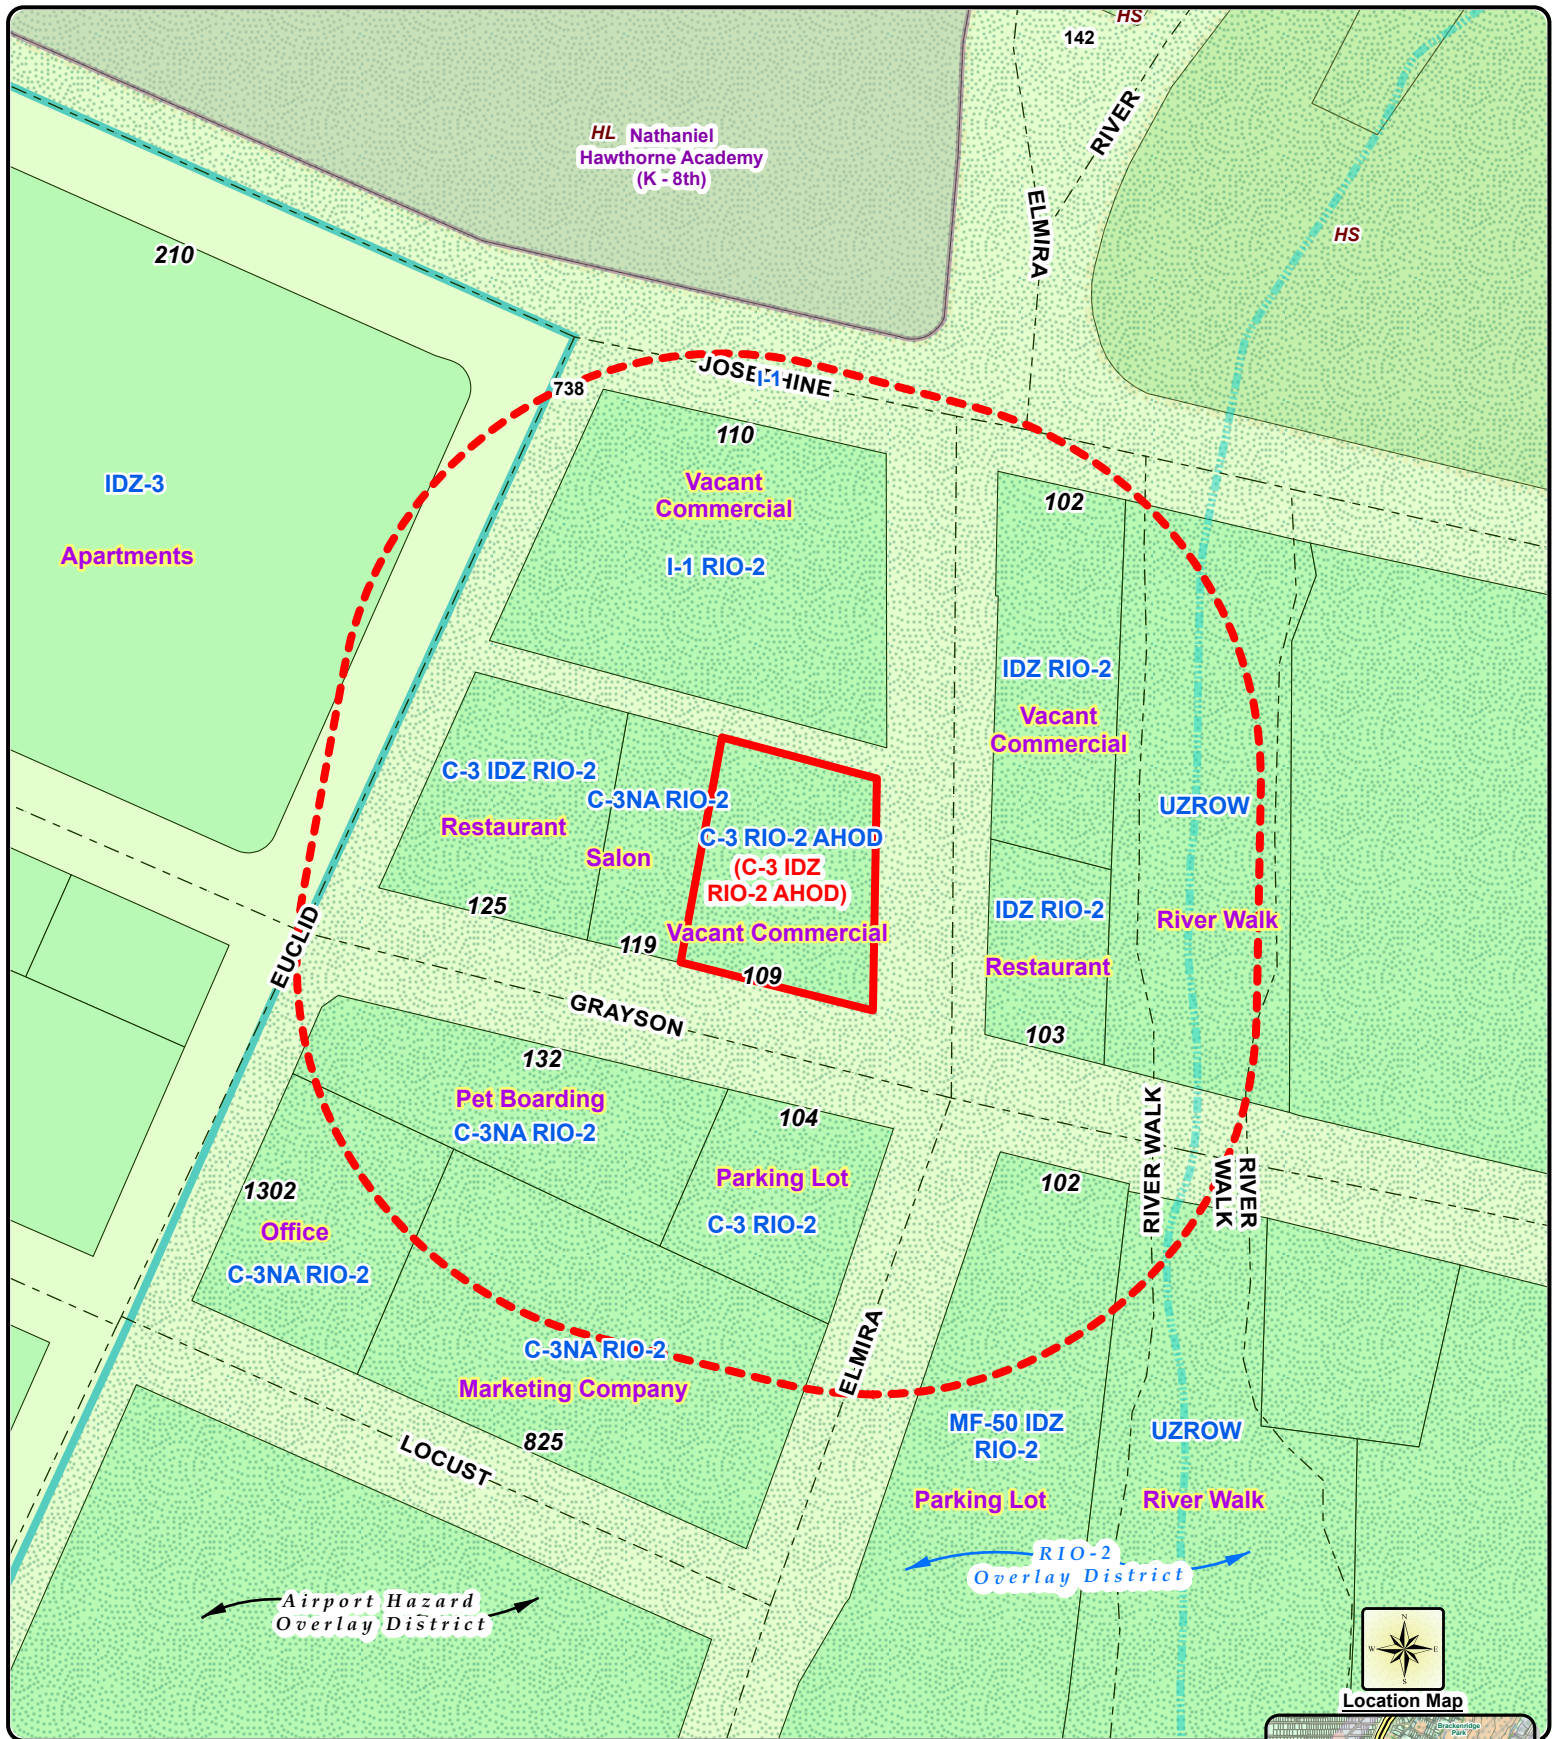 HS
142
RIVER
HL Nathaniel
Hawthorne Academy
(K - 8th)
ELMIRA
HS
210
JOSEPHINE
I-1
738
110
Vacant
Commercial
I-1 RIO-2
IDZ-3
Apartments
102
IDZ RIO-2
Vacant
Commercial
C-3 IDZ RIO-2
C-3NA RIO-2
UZROW
Restaurant
Salon
C-3 RIO-2 AHOD
(C-3 IDZ
RIO-2 AHOD)
125
119
Vacant Commercial
109
IDZ RIO-2
River Walk
Restaurant
EUCLID
GRAYSON
103
132
Pet Boarding
C-3NA RIO-2
104
Parking Lot
C-3 RIO-2
RIVER WALK
RIVER
WALK
102
1302
Office
C-3NA RIO-2
ELMIRA
C-3NA RIO-2
Marketing Company
825
LOCUST
MF-50 IDZ
RIO-2
UZROW
Parking Lot
River Walk
RIO-2
Overlay District
Airport Hazard
Overlay District
N
W
E
S
Location Map
Brackenridge
Park